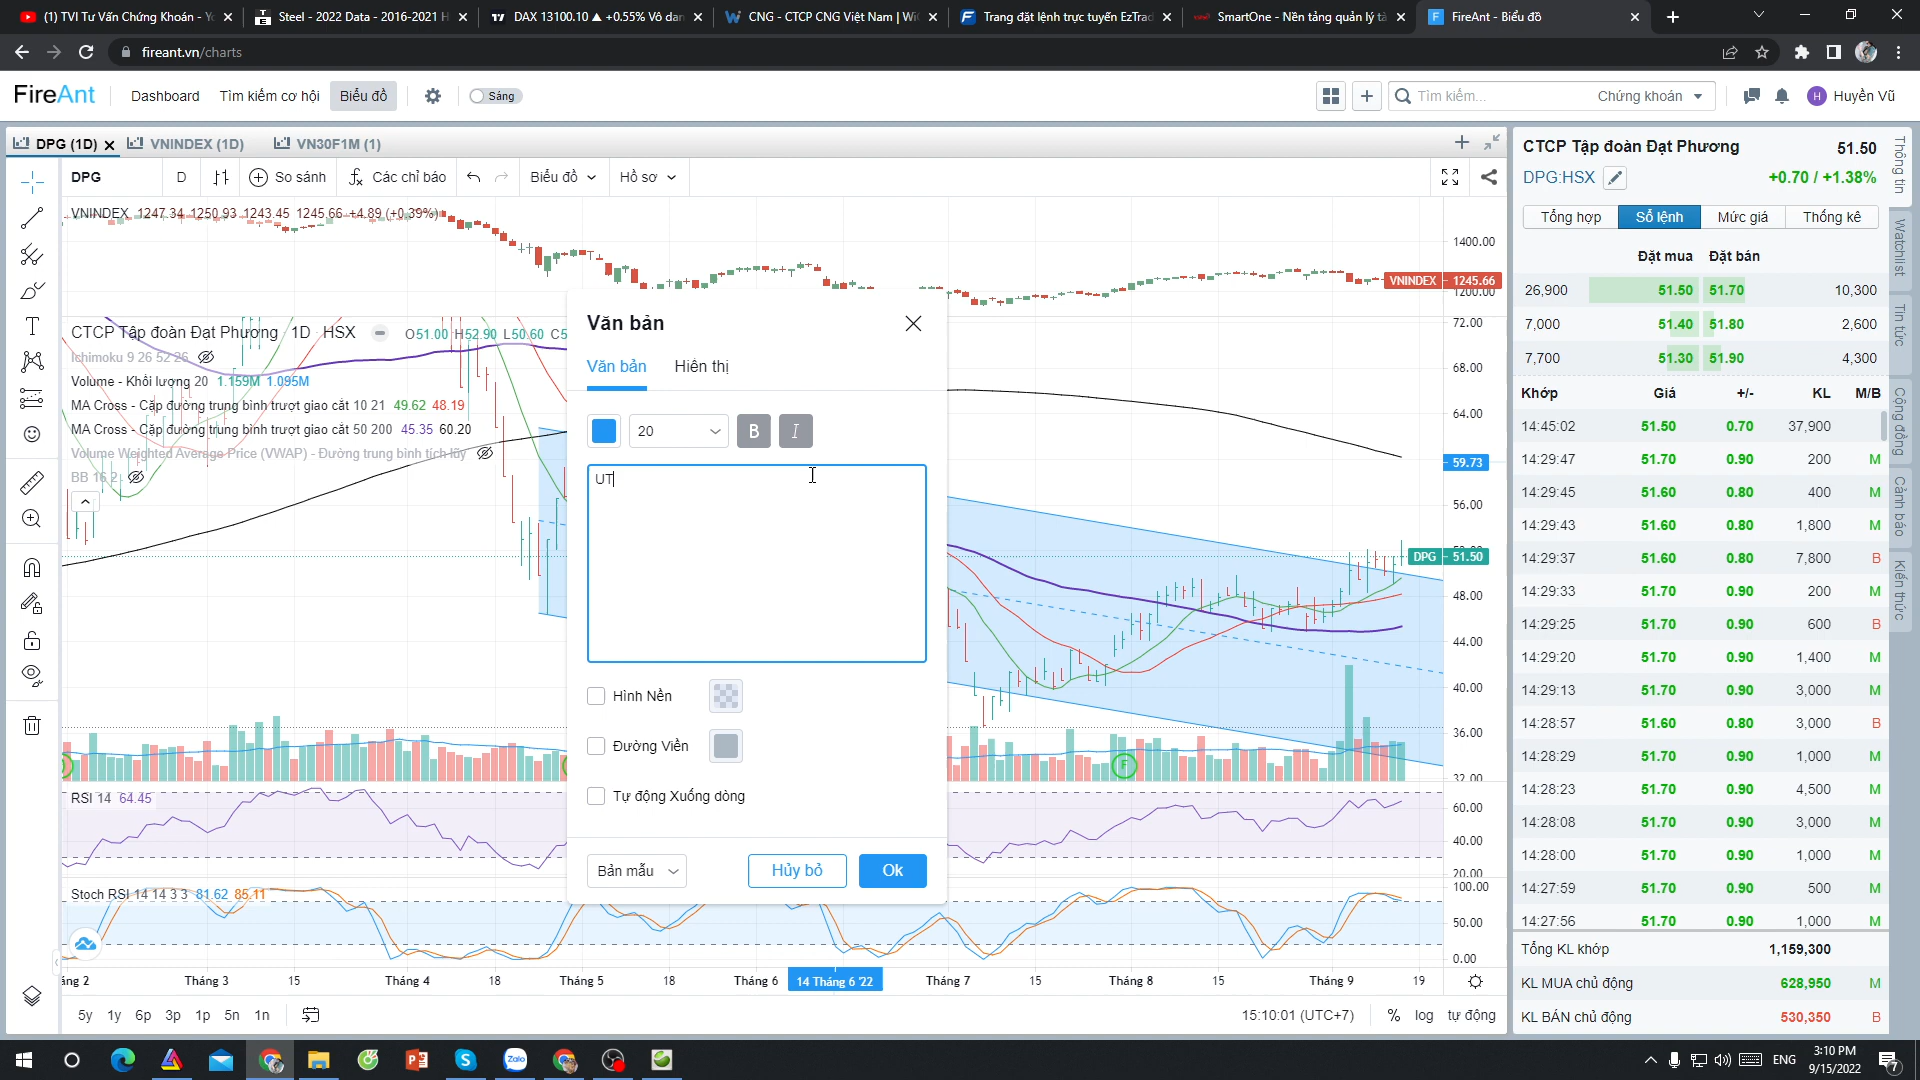 (1) TVI Tư Vấn Chứng Khoán - Yo
Steel - 2022 Data - 2016-2021 H
DAX 13100.10 ▲ +0.55% Vô dan
CNG - CTCP CNG Việt Nam | WiC
Trang đặt lệnh trực tuyến EzTrad
SmartOne - Nền tảng quản lý tà
FireAnt - Biểu đồ
fireant.vn/charts
FireAnt
Dashboard
Tìm kiếm cơ hội
Biểu đồ
Sáng
Tìm kiếm...
Chứng khoán
H
Huyền Vũ
DPG (1D)
VNINDEX (1D)
VN30F1M (1)
DPG
D
So sánh
Các chỉ báo
Biểu đồ
Hồ sơ
VNINDEX 1247.34 1250.93 1243.45 1245.66 +4.89 (+0.39%)
1400.00
VNINDEX 1245.66
1200.00
CTCP Tập đoàn Đạt Phương 1D HSX
O51.00 H52.90 L50.60 C5
Ichimoku 9 26 52 26
Volume - Khối lượng 20 1.159M 1.095M
MA Cross - Cặp đường trung bình trượt giao cắt 10 21 49.62 48.19
MA Cross - Cặp đường trung bình trượt giao cắt 50 200 45.35 60.20
Volume Weighted Average Price (VWAP) - Đường trung bình tích lũy
BB 16 2
72.00
68.00
64.00
59.73
56.00
DPG 51.50
48.00
44.00
40.00
36.00
32.00
F
RSI 14 64.45
60.00
40.00
20.00
Stoch RSI 14 14 3 3 81.62 85.11
100.00
50.00
0.00
Văn bản
Văn bản
Hiển thị
20
B
I
UT
Hình Nền
Đường Viền
Tự động Xuống dòng
Bản mẫu
Hủy bỏ
Ok
áng 2
Tháng 3
15
Tháng 4
18
Tháng 5
18
Tháng 6
14 Tháng 6 '22
Tháng 7
15
Tháng 8
15
Tháng 9
19
5y 1y 6p 3p 1p 5n 1n
15:10:01 (UTC+7)
% log tự động
CTCP Tập đoàn Đạt Phương 51.50
DPG:HSX +0.70 / +1.38%
Tổng hợp Sổ lệnh Mức giá Thống kê
Đặt mua Đặt bán
26,900 51.50 51.70 10,300
7,000 51.40 51.80 2,600
7,700 51.30 51.90 4,300
Khớp Giá +/- KL M/B
14:45:02 51.50 0.70 37,900
14:29:47 51.70 0.90 200 M
14:29:45 51.60 0.80 400 M
14:29:43 51.60 0.80 1,800 M
14:29:37 51.60 0.80 7,800 B
14:29:33 51.70 0.90 200 M
14:29:25 51.70 0.90 600 B
14:29:20 51.70 0.90 1,400 M
14:29:13 51.70 0.90 3,000 M
14:28:57 51.60 0.80 3,000 B
14:28:29 51.70 0.90 1,000 M
14:28:23 51.70 0.90 4,500 M
14:28:08 51.70 0.90 3,000 M
14:28:00 51.70 0.90 1,000 M
14:27:59 51.70 0.90 500 M
14:27:56 51.70 0.90 1,000 M
Tổng KL khớp 1,159,300
KL MUA chủ động 628,950 M
KL BÁN chủ động 530,350 B
Thông tin
Watchlist
Tin tức
Cộng đồng
Cảnh báo
Kiến thức
Zalo
ENG
3:10 PM
9/15/2022
7